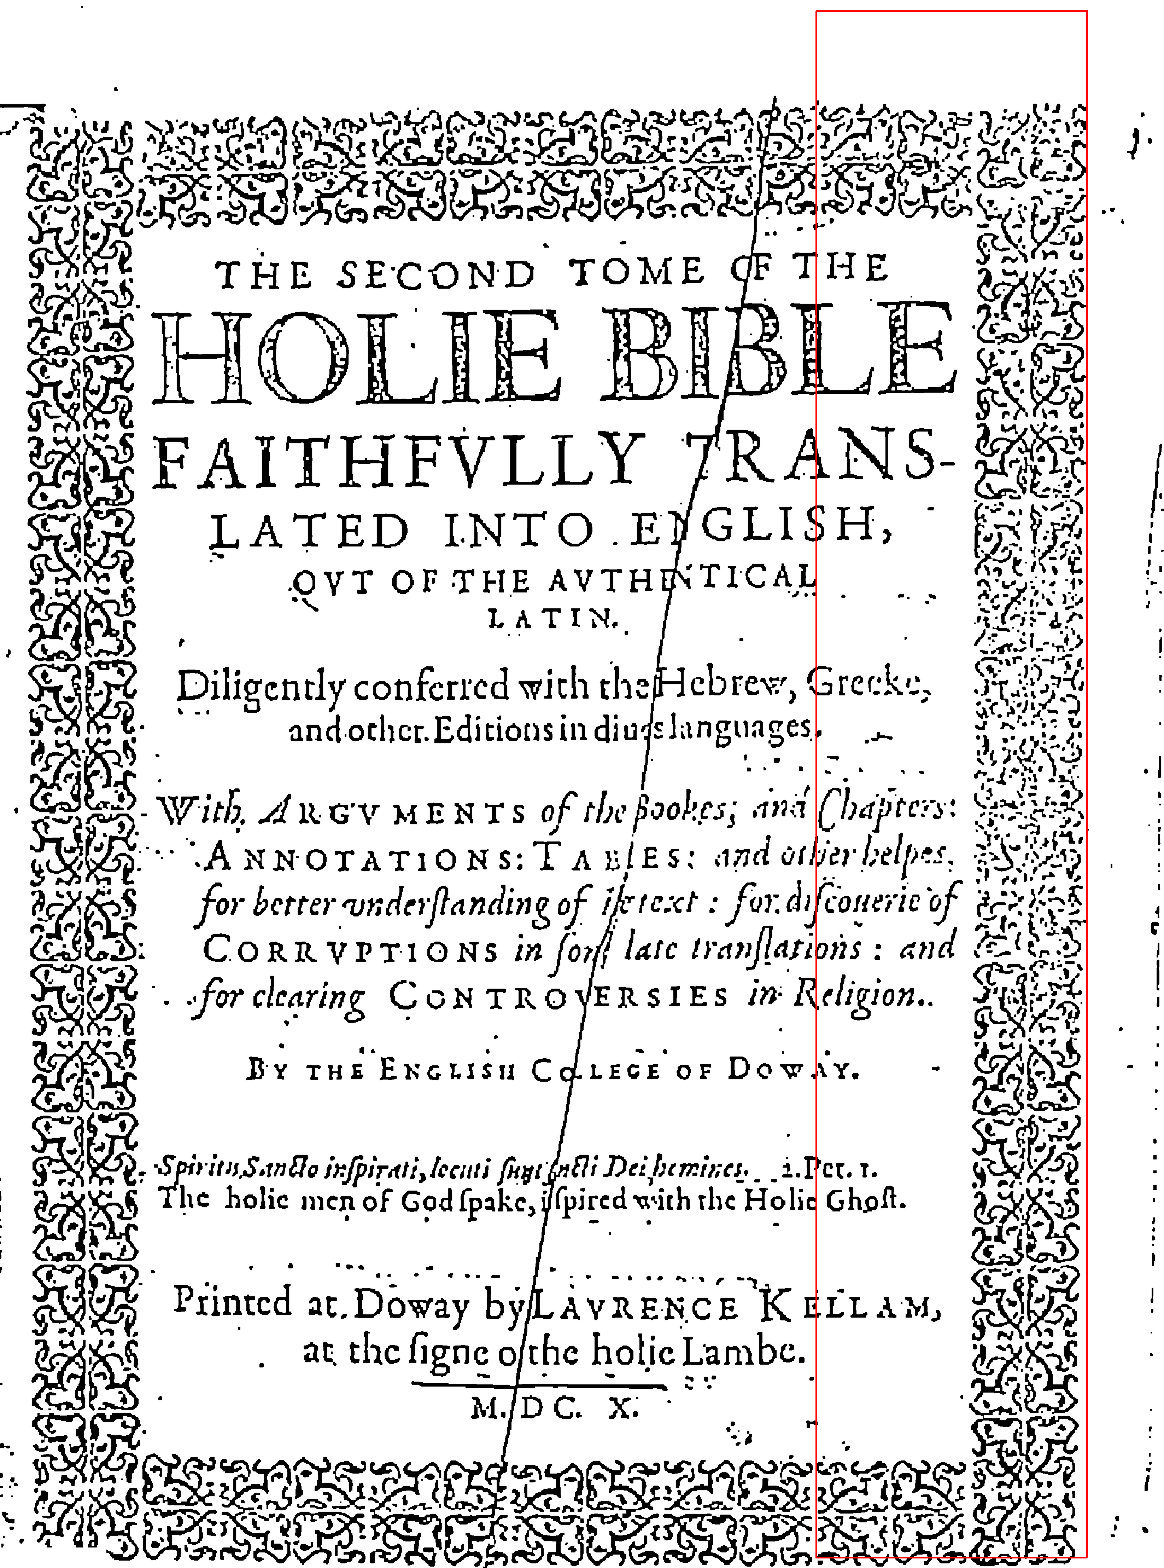 THE SECOND TOME OF THE
HOLIE BIBLE
FAITHFVLLY TRANS-
LATED INTO ENGLISH,
OVT OF THE AVTHENTICAL
LATIN.
Diligently conferred with the Hebrew, Greeke,
and other Editions in diuers languages.
With ARGVMENTS of the Bookes; and Chapters:
ANNOTATIONS: TABLES: and other helpes,
for better vnderſtanding of the text : for diſcouerie of
CORRVPTIONS in ſome late tranſlations : and
for clearing CONTROVERSIES in Religion.
BY THE ENGLISH COLLEGE OF DOWAY.
Spiritu Sancto inſpirati, locuti ſunt ſancti Dei homines. 2. Pet. 1.
The holie men of God ſpake, inſpired with the Holie Ghoſt.
Printed at Doway by LAVRENCE KELLAM,
at the ſigne of the holie Lambe.
M. DC. X.